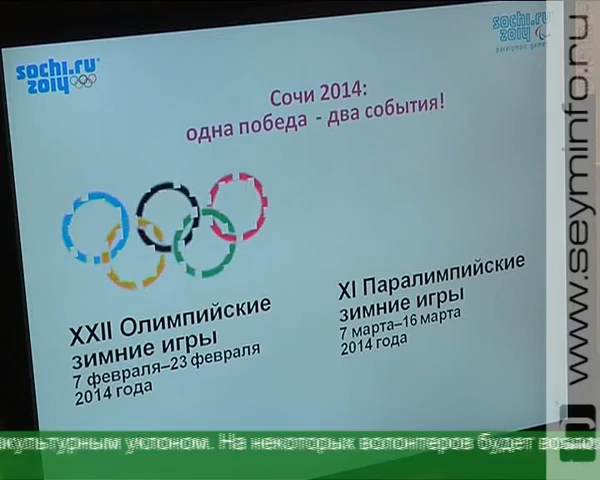 sochi.ru
2014
sochi.ru
2014
paralympic games
Сочи 2014:
одна победа - два события!
XXII Олимпийские
зимние игры
7 февраля–23 февраля
2014 года
XI Паралимпийские
зимние игры
7 марта–16 марта
2014 года
www.seyminfo.ru
уклоном. На некоторых волонтеров будет